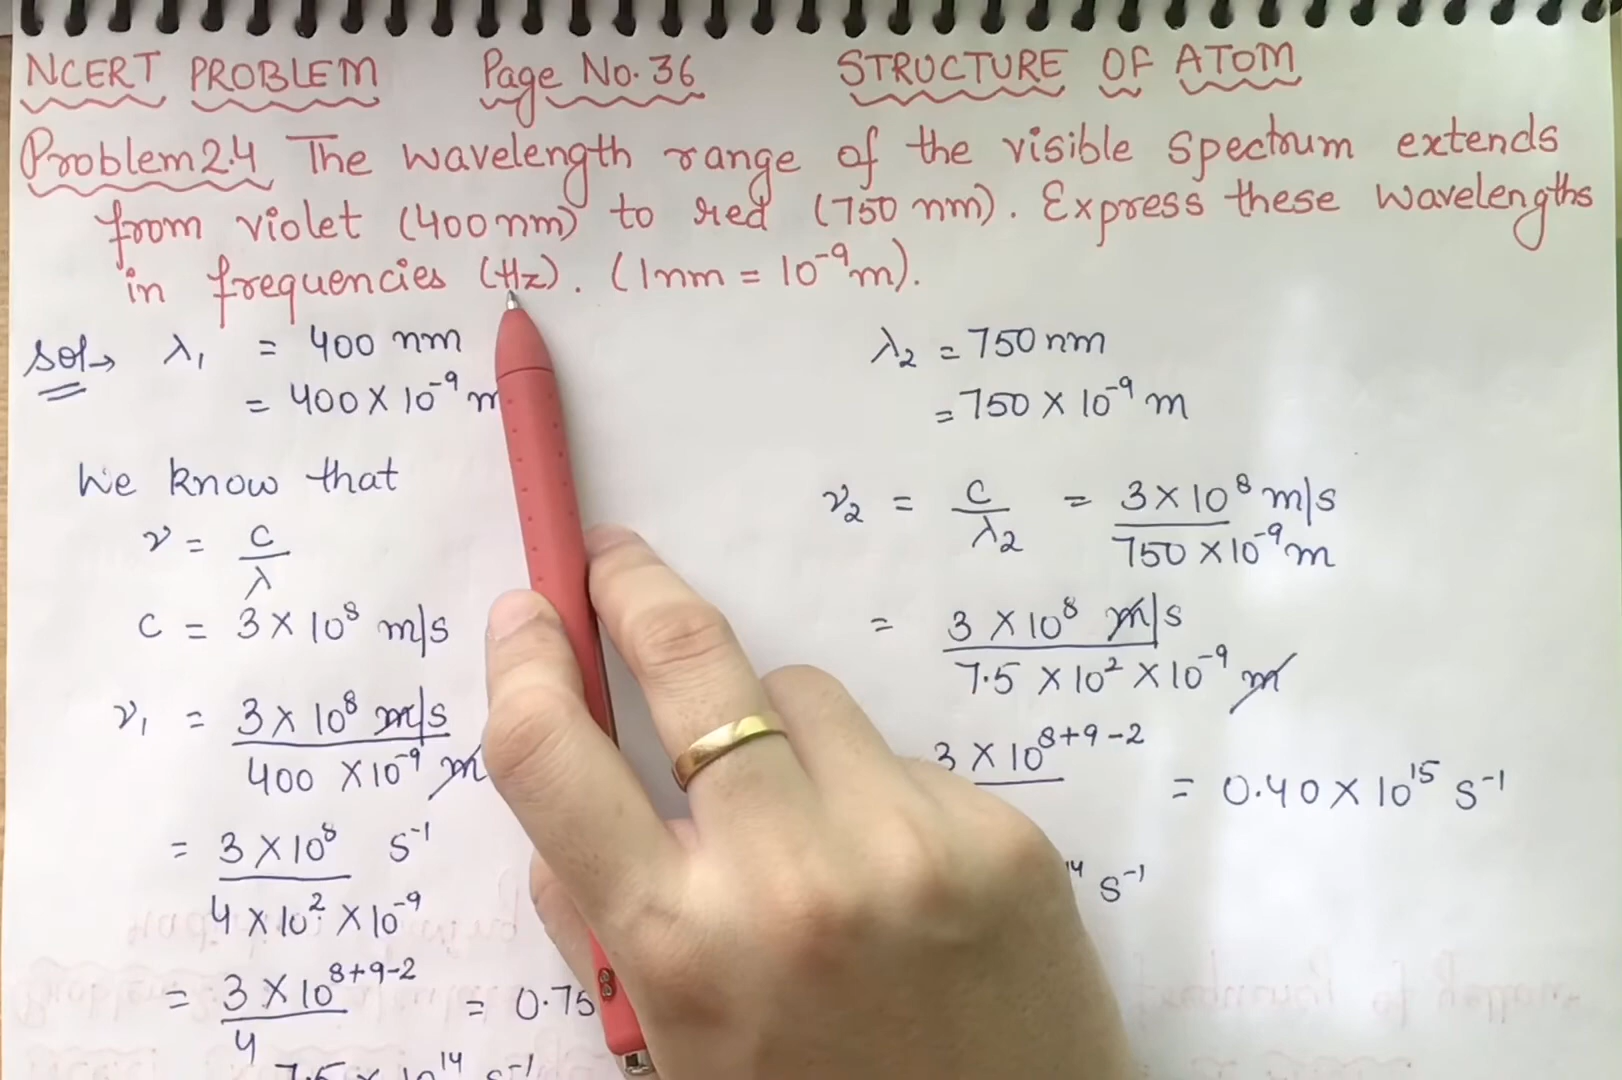 NCERT PROBLEM Page No. 36 STRUCTURE OF ATOM
Problem 2.4 The wavelength range of the visible spectrum extends
from violet (400 nm) to red (750 nm). Express these wavelengths
in frequencies (Hz). (1nm = 10⁻⁹m).
Sol→ λ₁ = 400 nm
= 400 × 10⁻⁹ m
We know that
ν = c/λ
c = 3 × 10⁸ m/s
ν₁ = 3 × 10⁸ m/s / 400 × 10⁻⁹ m
= 3 × 10⁸ / 4 × 10² × 10⁻⁹ s⁻¹
= 3 × 10⁸⁺⁹⁻² / 4 = 0.75
7.5 × 10¹⁴ s⁻¹
λ₂ = 750 nm
= 750 × 10⁻⁹ m
ν₂ = c/λ₂ = 3 × 10⁸ m/s / 750 × 10⁻⁹ m
= 3 × 10⁸ m/s / 7.5 × 10² × 10⁻⁹ m
3 × 10⁸⁺⁹⁻² = 0.40 × 10¹⁵ s⁻¹
¹⁴ s⁻¹